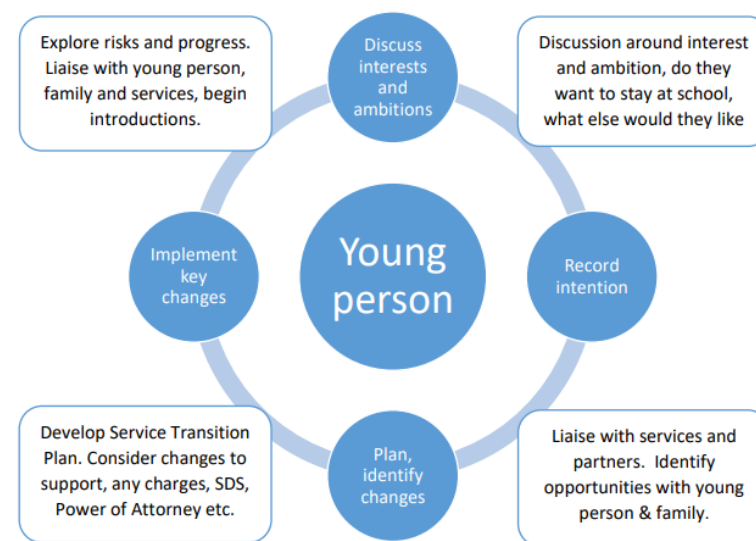 Explore risks and progress.
Liaise with young person,
family and services, begin
introductions.
Discuss
interests
and
ambitions
Discussion around interest
and ambition, do they
want to stay at school,
what else would they like
Implement
key
changes
Young
person
Record
intention
Develop Service Transition
Plan. Consider changes to
support, any charges, SDS,
Power of Attorney etc.
Plan,
identify
changes
Liaise with services and
partners.  Identify
opportunities with young
person & family.